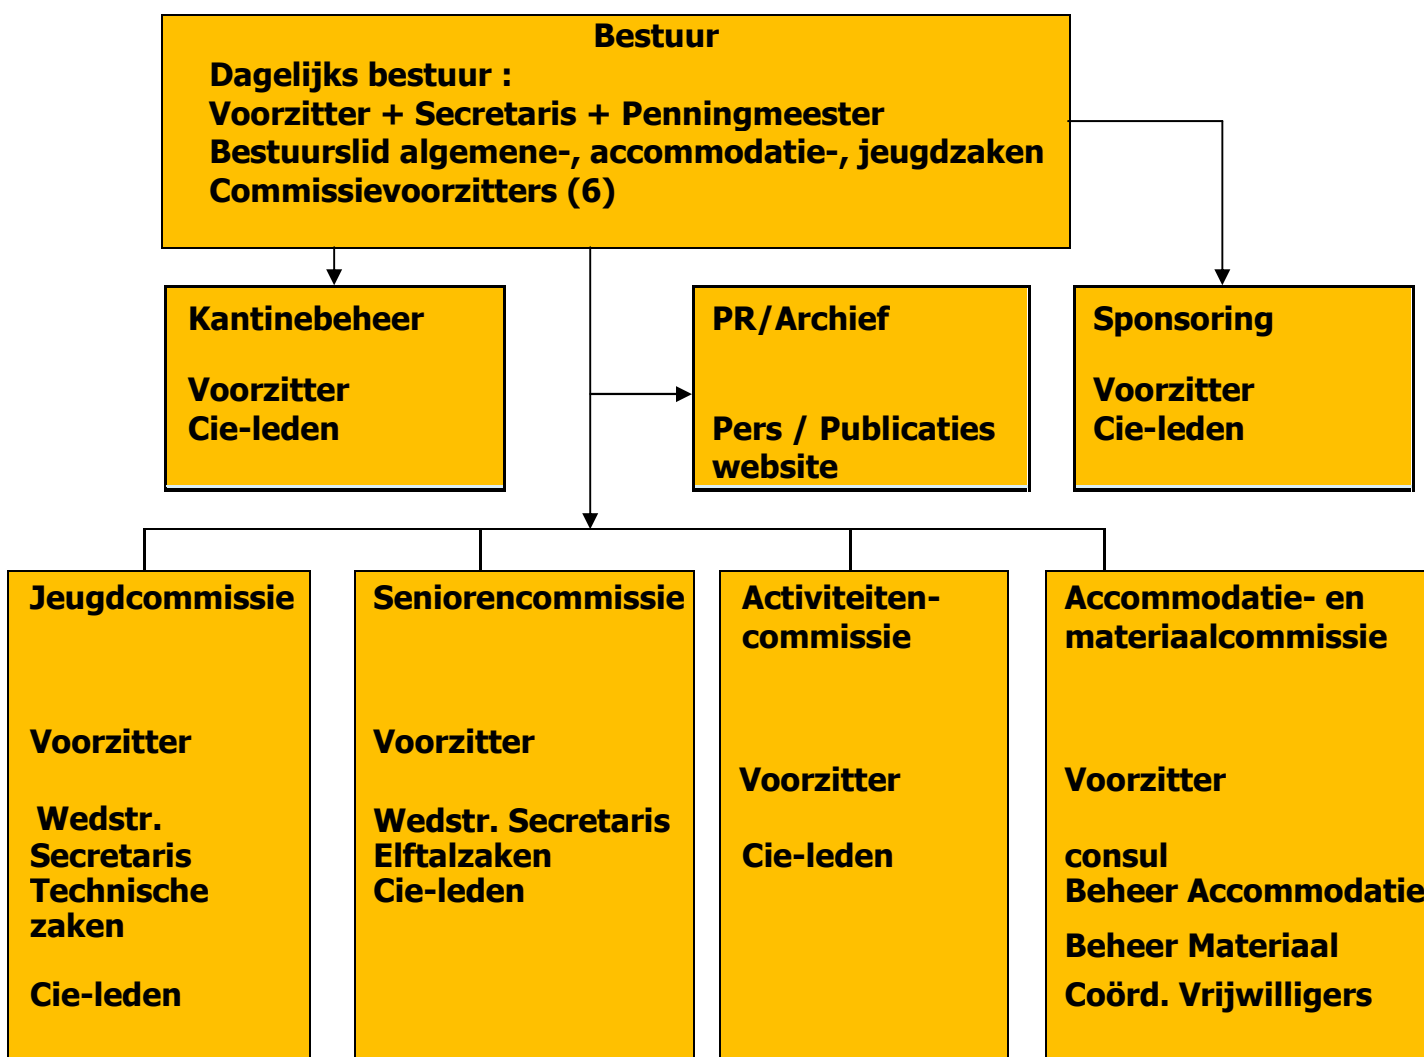 Bestuur
Dagelijks bestuur :
Voorzitter + Secretaris + Penningmeester
Bestuurslid algemene-, accommodatie-, jeugdzaken
Commissievoorzitters (6)
Kantinebeheer
Voorzitter
Cie-leden
PR/Archief
Pers / Publicaties
website
Sponsoring
Voorzitter
Cie-leden
Jeugdcommissie
Voorzitter
Wedstr.
Secretaris
Technische
zaken
Cie-leden
Seniorencommissie
Voorzitter
Wedstr. Secretaris
Elftalzaken
Cie-leden
Activiteiten-
commissie
Voorzitter
Cie-leden
Accommodatie- en
materiaalcommissie
Voorzitter
consul
Beheer Accommodatie
Beheer Materiaal
Coörd. Vrijwilligers